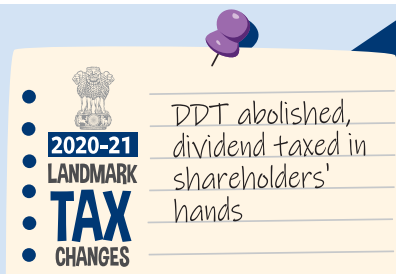 2020-21
LANDMARK
TAX
CHANGES
DDT abolished,
dividend taxed in
shareholders'
hands